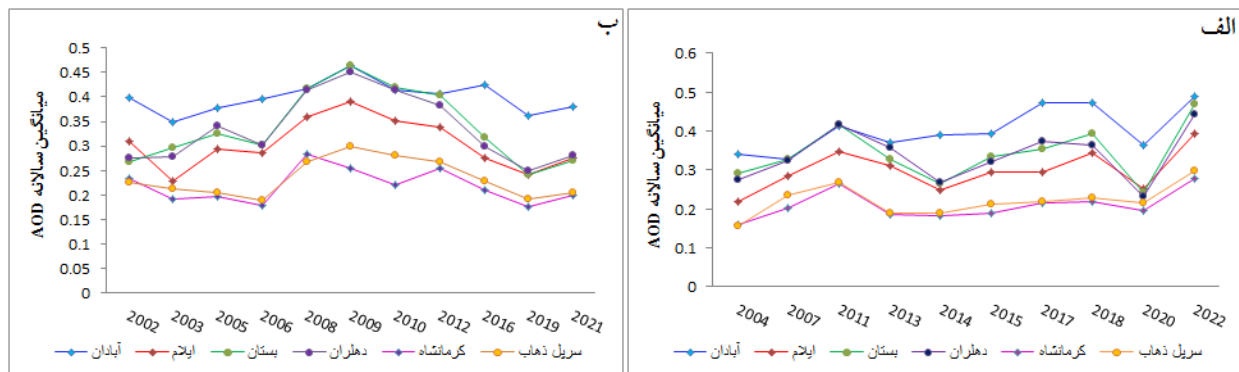 الف
میانگین سالانه AOD
0.6
0.5
0.4
0.3
0.2
0.1
0
2004 2007 2011 2013 2014 2015 2017 2018 2020 2022
آبادان ایلام بستان دهلران کرمانشاه سرپل ذهاب
ب
میانگین سالانه AOD
0.5
0.45
0.4
0.35
0.3
0.25
0.2
0.15
0.1
0.05
0
2002 2003 2005 2006 2008 2009 2010 2012 2016 2019 2021
آبادان ایلام بستان دهلران کرمانشاه سرپل ذهاب